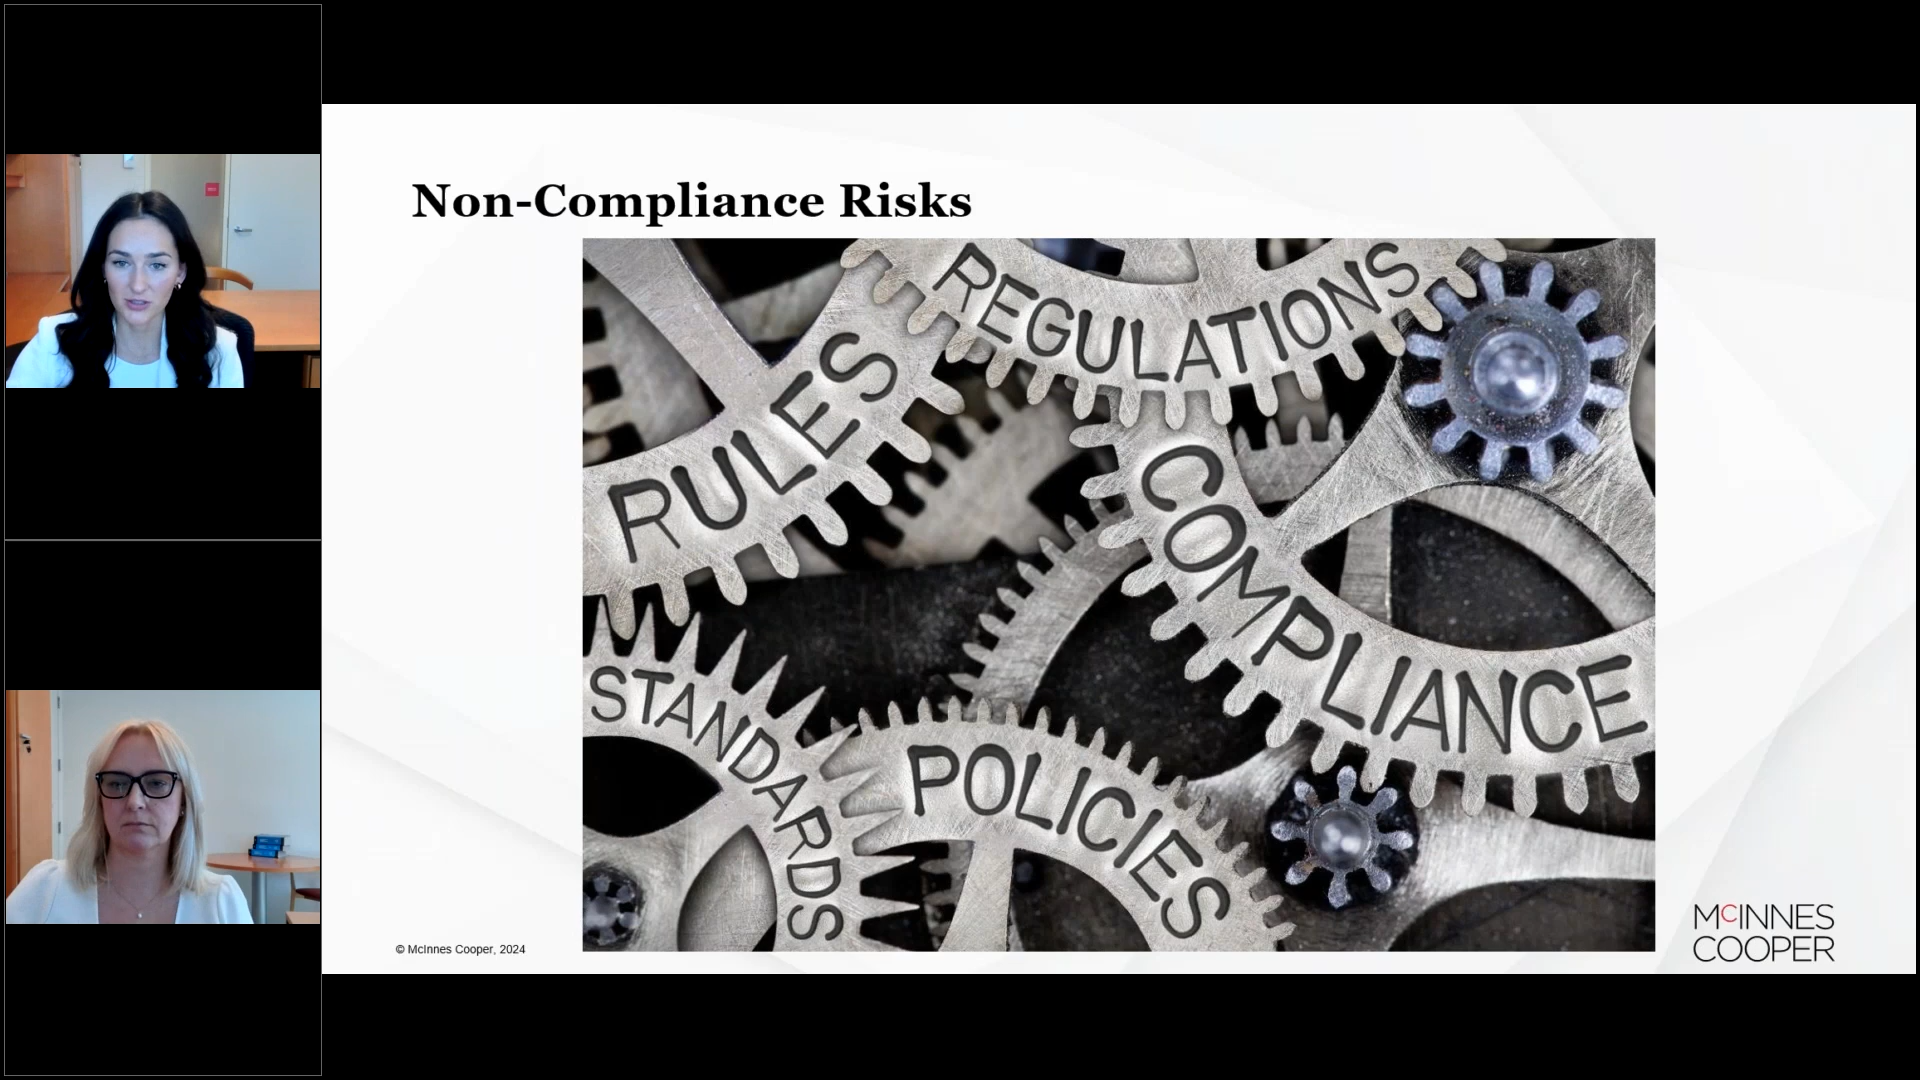 Non-Compliance Risks
REGULATIONS
RULES
COMPLIANCE
STANDARDS
POLICIES
© McInnes Cooper, 2024
MCINNES
COOPER